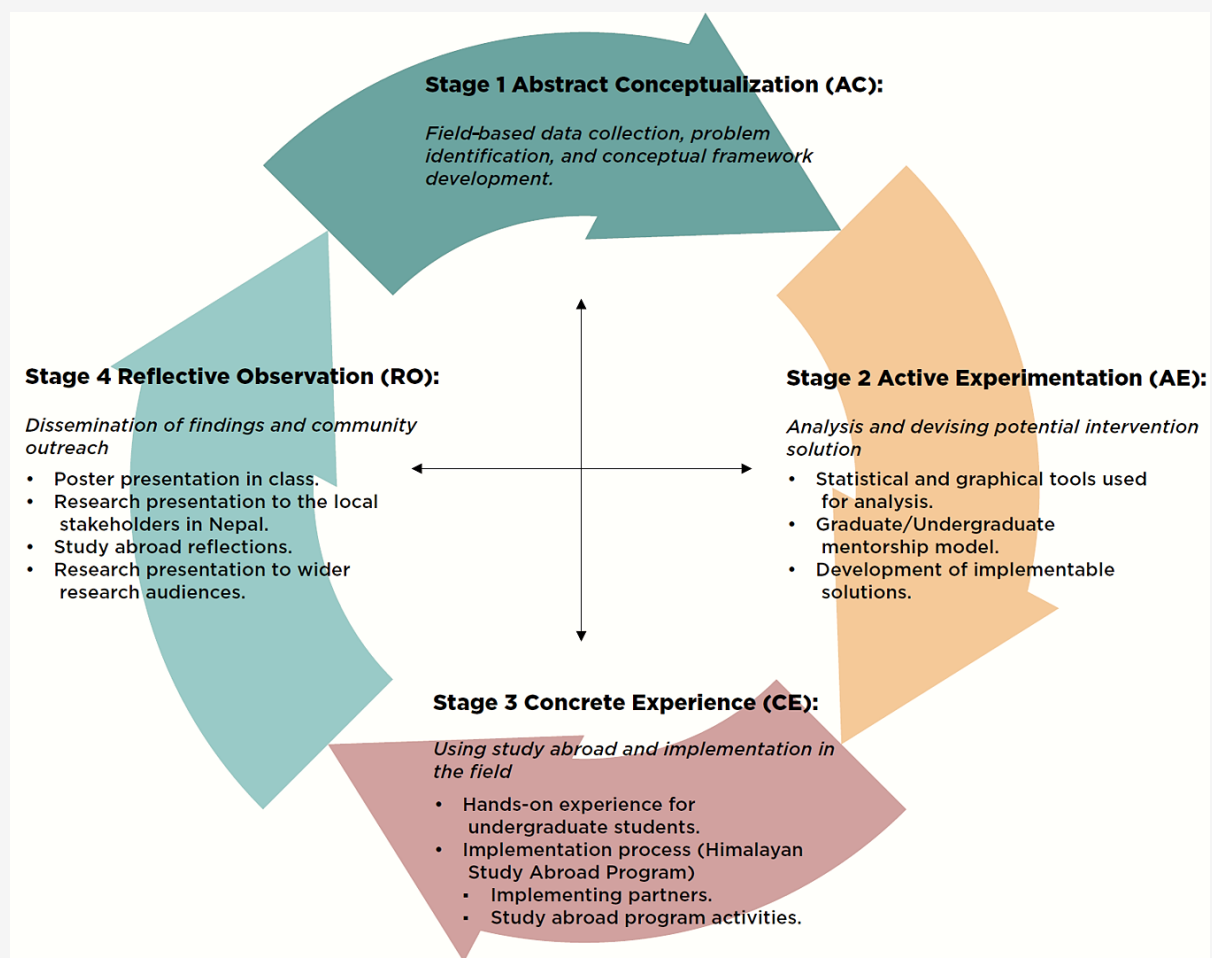 Stage 1 Abstract Conceptualization (AC):
Field-based data collection, problem
identification, and conceptual framework
development.
Stage 2 Active Experimentation (AE):
Analysis and devising potential intervention
solution
• Statistical and graphical tools used
for analysis.
• Graduate/Undergraduate
mentorship model.
• Development of implementable
solutions.
Stage 3 Concrete Experience (CE):
Using study abroad and implementation in
the field
• Hands-on experience for
undergraduate students.
• Implementation process (Himalayan
Study Abroad Program)
▪ Implementing partners.
▪ Study abroad program activities.
Stage 4 Reflective Observation (RO):
Dissemination of findings and community
outreach
• Poster presentation in class.
• Research presentation to the local
stakeholders in Nepal.
• Study abroad reflections.
• Research presentation to wider
research audiences.